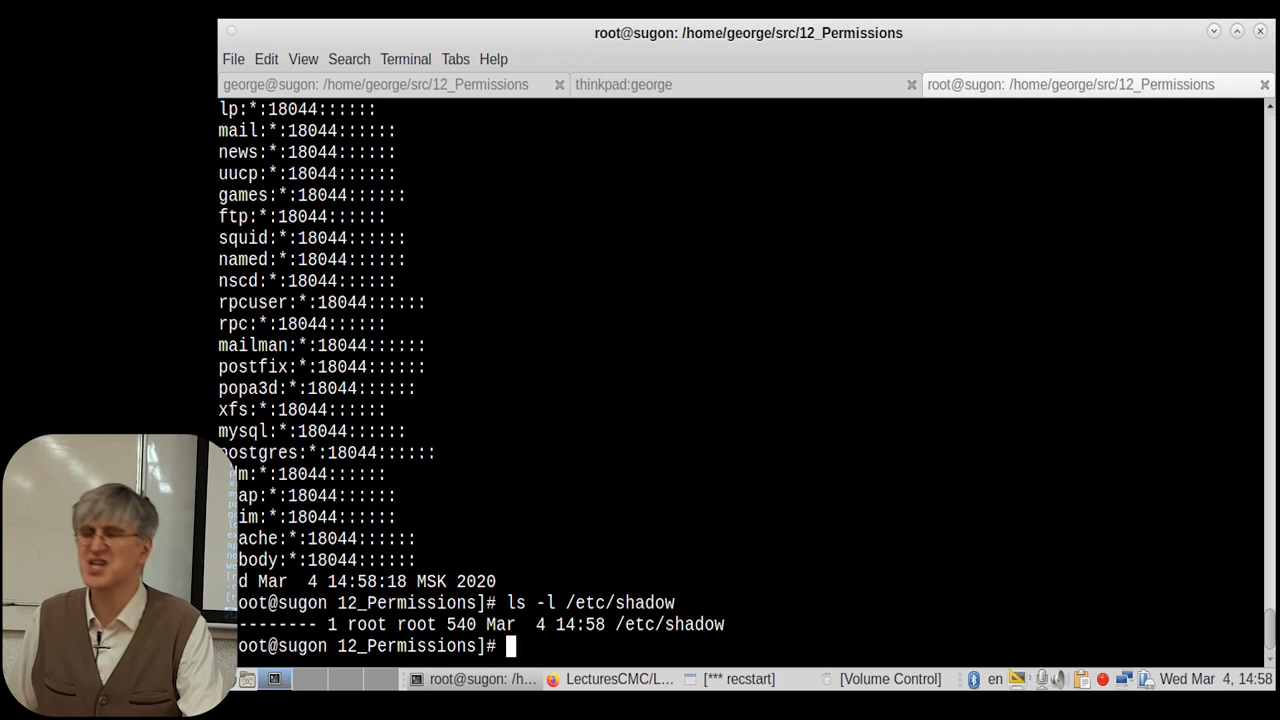 root@sugon: /home/george/src/12_Permissions
File Edit View Search Terminal Tabs Help
george@sugon: /home/george/src/12_Permissions
thinkpad:george
root@sugon: /home/george/src/12_Permissions
lp:*:18044::::::
mail:*:18044::::::
news:*:18044::::::
uucp:*:18044::::::
games:*:18044::::::
ftp:*:18044::::::
squid:*:18044::::::
named:*:18044::::::
nscd:*:18044::::::
rpcuser:*:18044::::::
rpc:*:18044::::::
mailman:*:18044::::::
postfix:*:18044::::::
popa3d:*:18044::::::
xfs:*:18044::::::
mysql:*:18044::::::
postgres:*:18044::::::
m:*:18044::::::
ap:*:18044::::::
im:*:18044::::::
ache:*:18044::::::
body:*:18044::::::
d Mar  4 14:58:18 MSK 2020
oot@sugon 12_Permissions]# ls -l /etc/shadow
-------- 1 root root 540 Mar  4 14:58 /etc/shadow
oot@sugon 12_Permissions]#
root@sugon: /h... LecturesCMC/L... [*** recstart] [Volume Control] en Wed Mar 4, 14:58